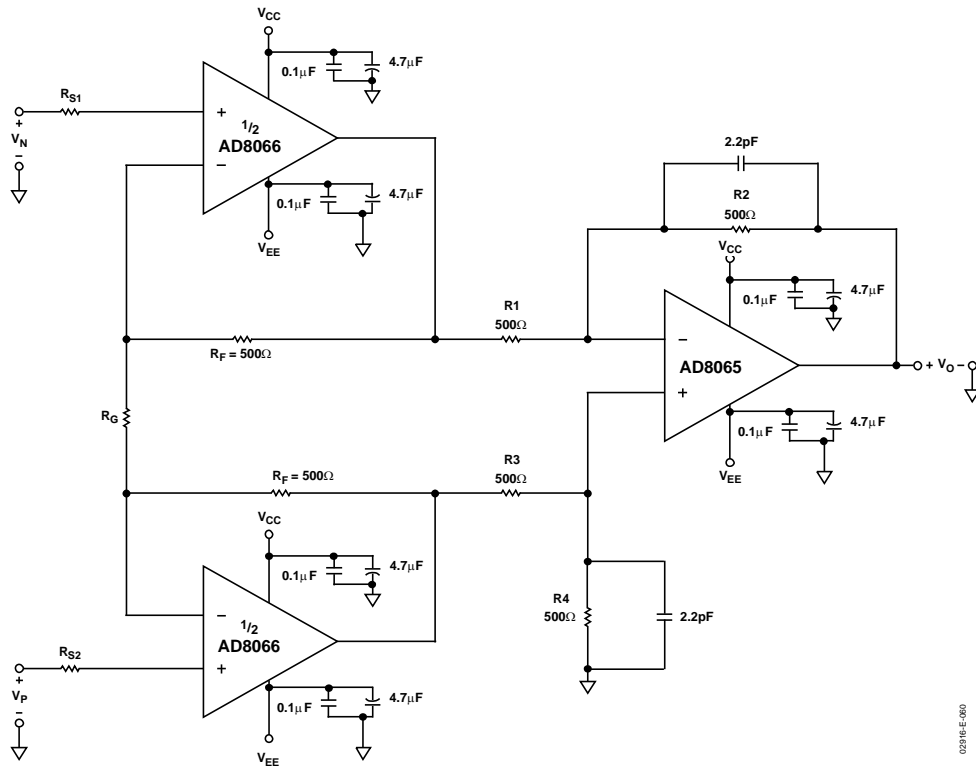 VCC
4.7μF
0.1μF
RS1
+
VN
−
+
1/2
AD8066
−
4.7μF
0.1μF
VEE
2.2pF
R2
500Ω
VCC
4.7μF
0.1μF
R1
500Ω
RF = 500Ω
−
AD8065
+
+ VO −
RG
4.7μF
0.1μF
VEE
R3
500Ω
RF = 500Ω
VCC
4.7μF
0.1μF
R4
500Ω
2.2pF
−
1/2
AD8066
+
RS2
+
VP
−
4.7μF
0.1μF
VEE
02916-E-060